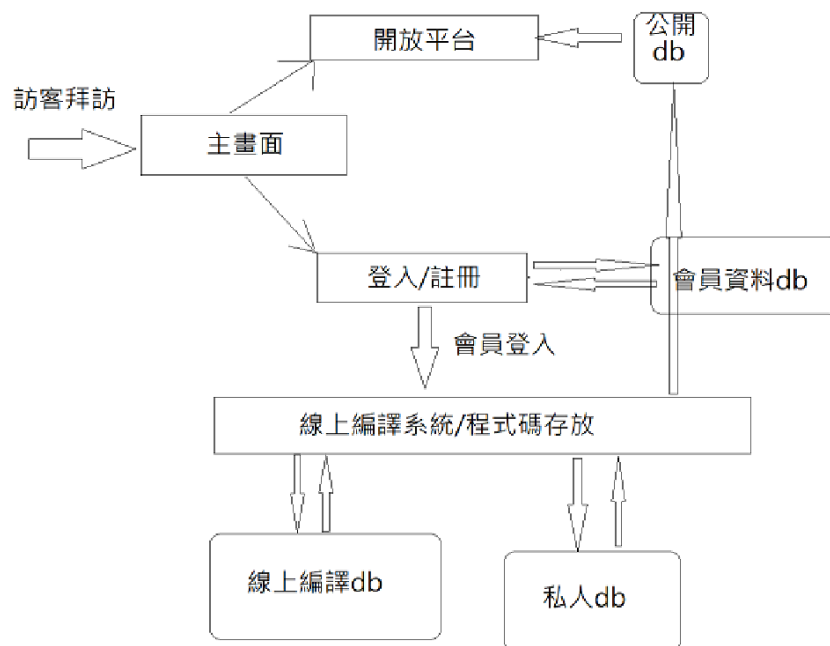 公開
db
開放平台
訪客拜訪
主畫面
登入/註冊
會員資料db
會員登入
線上編譯系統/程式碼存放
線上編譯db
私人db